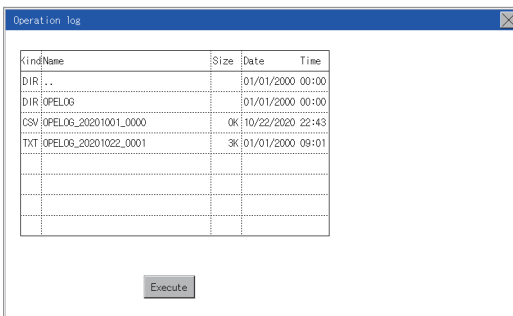 Operation log
Kind Name Size Date Time
DIR .. 01/01/2000 00:00
DIR OPELOG 01/01/2000 00:00
CSV OPELOG_20201001_0000 0K 10/22/2020 22:43
TXT OPELOG_20201022_0001 3K 01/01/2000 09:01
Execute